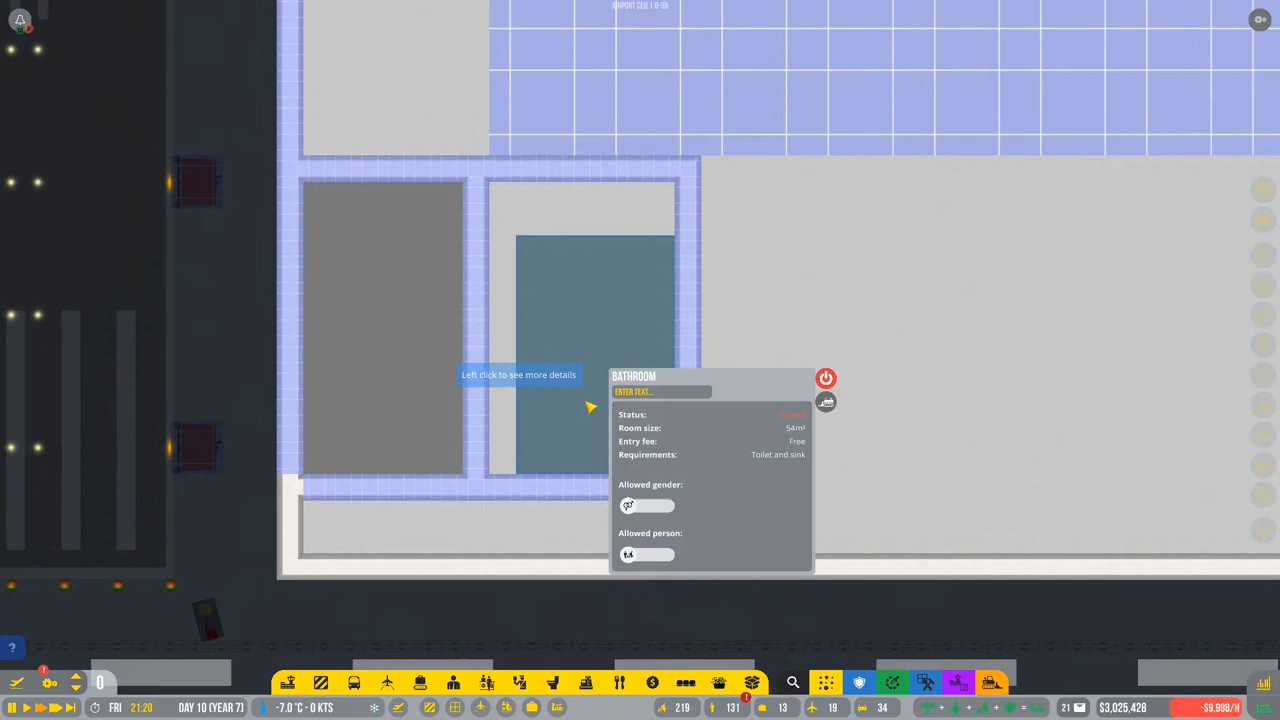 AIRPORT CEO 1.0-50
Left click to see more details
BATHROOM
ENTER TEXT...
Status:
Room size: 54m²
Entry fee: Free
Requirements: Toilet and sink
Allowed gender:
Allowed person:
?
0
FRI 21:20 DAY 10 (YEAR 7) -7.0°C - 0 KTS 219 131 13 19 34 21 $3,025,428 -$9.988/H